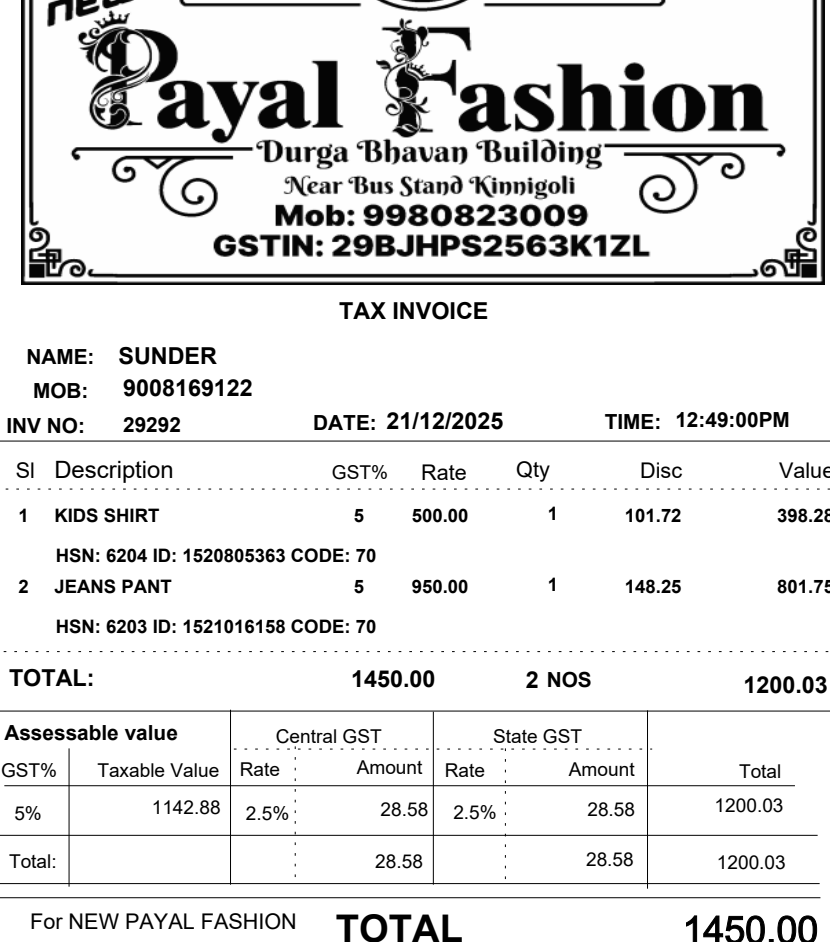 new
Payal Fashion
Durga Bhavan Building
Near Bus Stand Kinnigoli
Mob: 9980823009
GSTIN: 29BJHPS2563K1ZL
TAX INVOICE
NAME: SUNDER
MOB: 9008169122
INV NO: 29292 DATE: 21/12/2025 TIME: 12:49:00PM
Sl Description GST% Rate Qty Disc Value
1 KIDS SHIRT 5 500.00 1 101.72 398.28
HSN: 6204 ID: 1520805363 CODE: 70
2 JEANS PANT 5 950.00 1 148.25 801.75
HSN: 6203 ID: 1521016158 CODE: 70
TOTAL: 1450.00 2 NOS 1200.03
Assessable value Central GST State GST
GST% Taxable Value Rate Amount Rate Amount Total
5% 1142.88 2.5% 28.58 2.5% 28.58 1200.03
Total: 28.58 28.58 1200.03
For NEW PAYAL FASHION TOTAL 1450.00